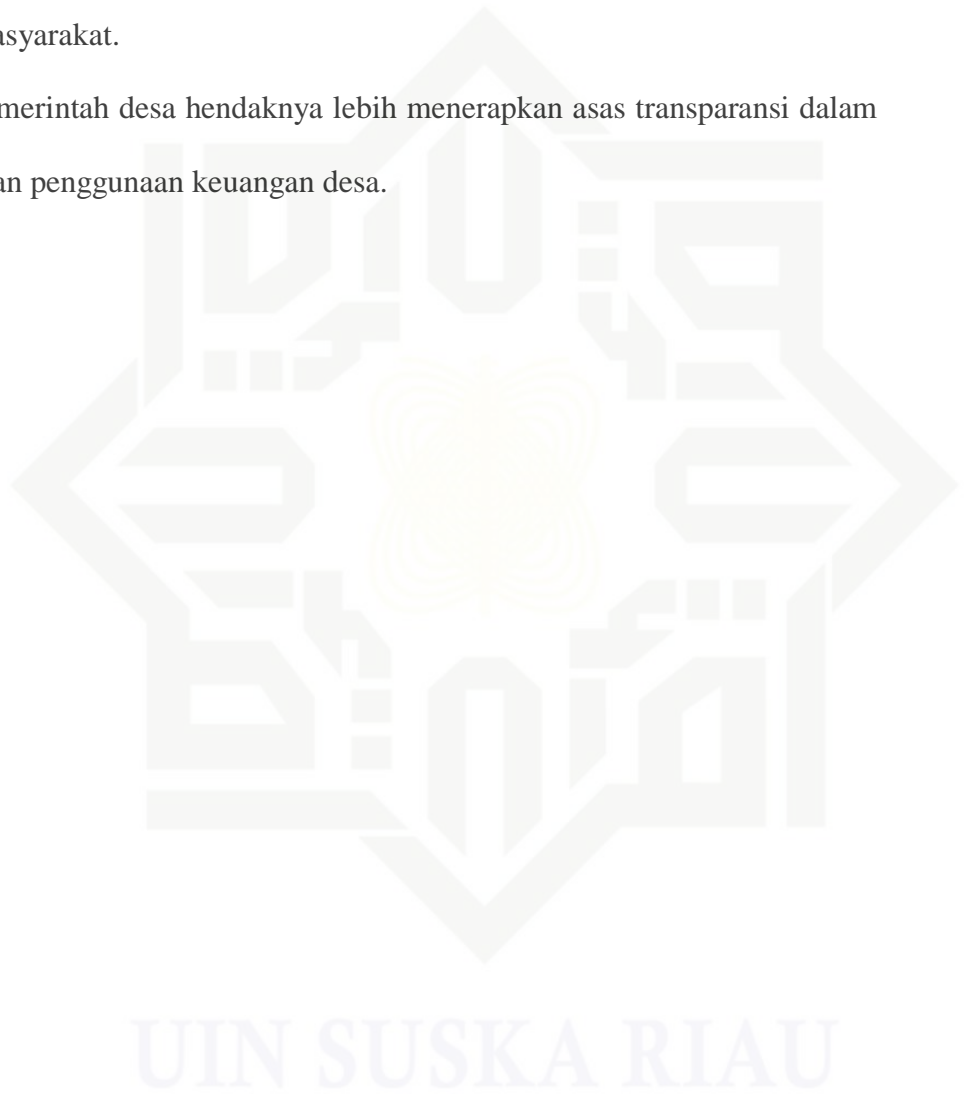 asyarakat.
merintah desa hendaknya lebih menerapkan asas transparansi dalam
an penggunaan keuangan desa.
UIN SUSKA RIAU